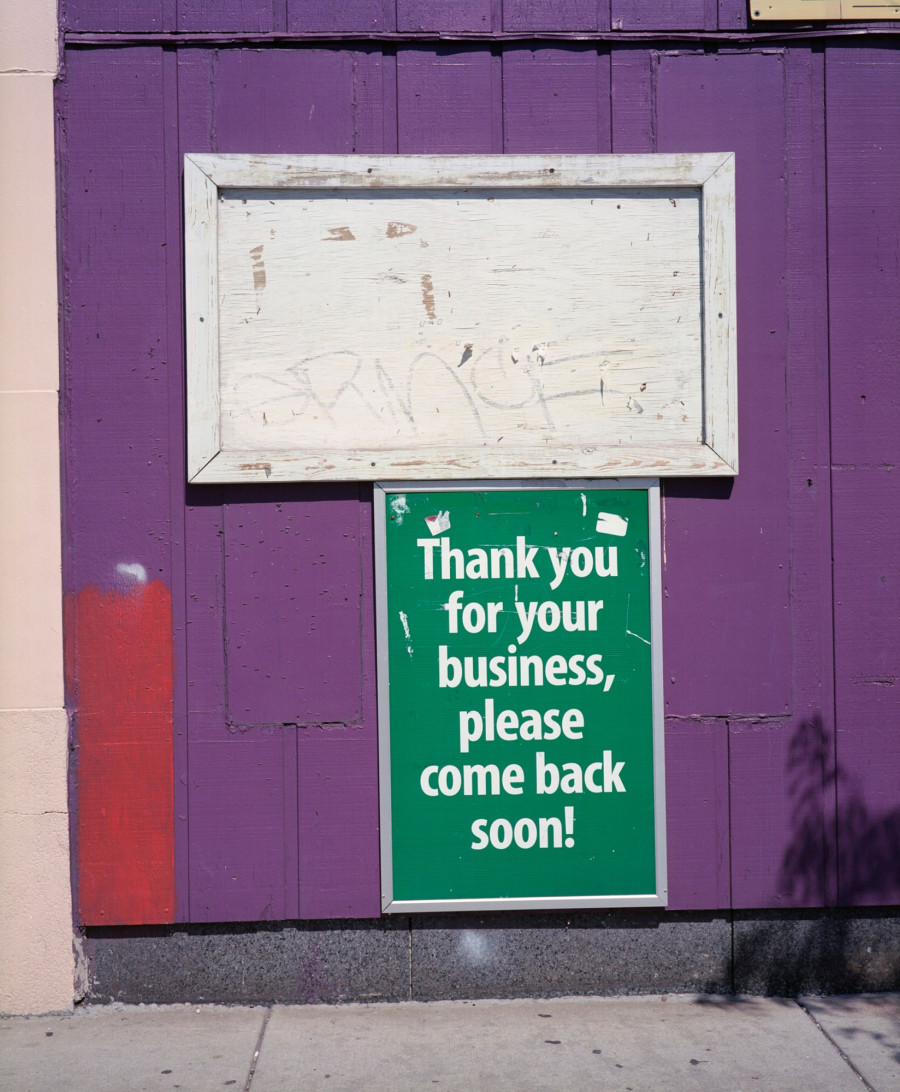 Thank you
for your
business,
please
come back
soon!